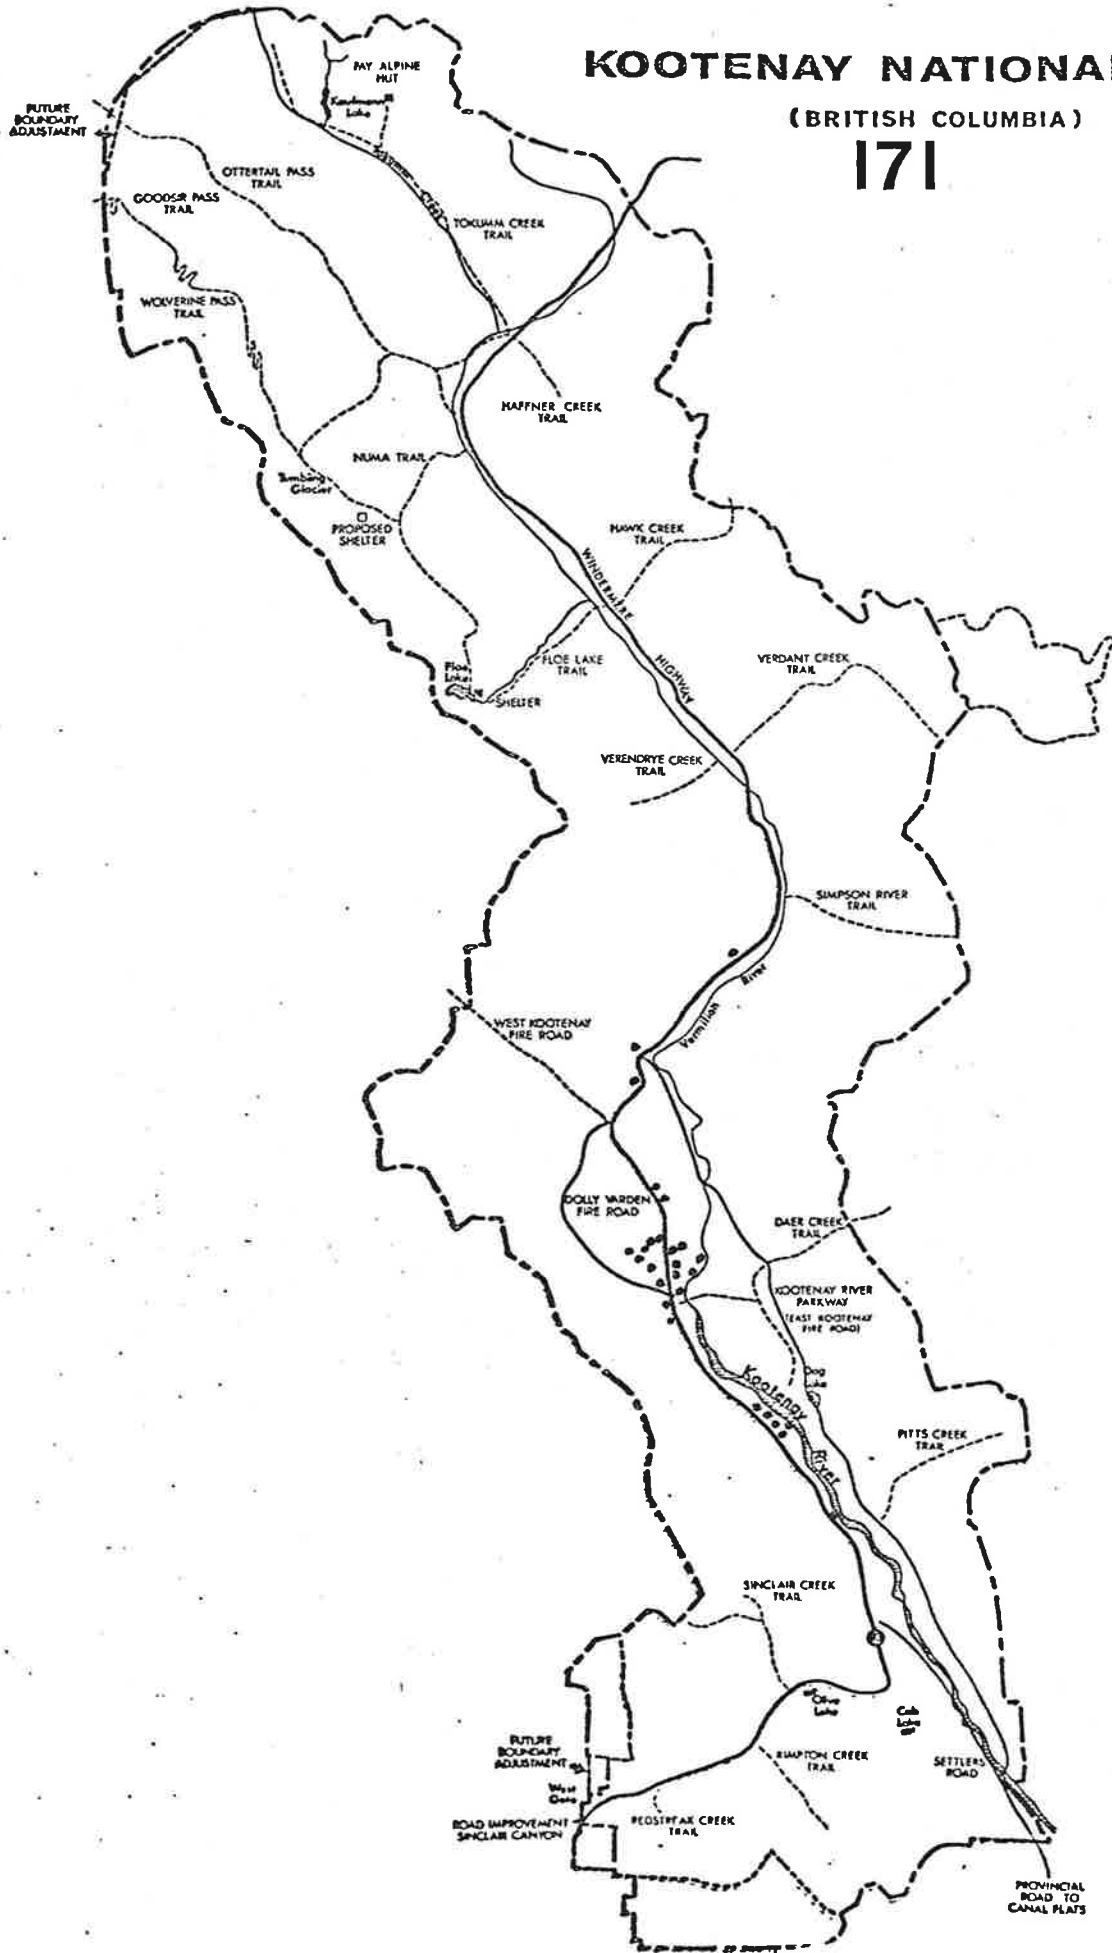 KOOTENAY NATIONA
(BRITISH COLUMBIA)
171
FAY ALPINE
HUT
Kaufmann
Lake
FUTURE
BOUNDARY
ADJUSTMENT
OTTERTAIL PASS
TRAIL
GOODSIR PASS
TRAIL
TOKUMM CREEK
TRAIL
WOLVERINE PASS
TRAIL
HAFFNER CREEK
TRAIL
NUMA TRAIL
Tumbling
Glacier
PROPOSED
SHELTER
HAWK CREEK
TRAIL
WINDERMERE
HIGHWAY
FLOE LAKE
TRAIL
Floe
Lake
SHELTER
VERDANT CREEK
TRAIL
VERENDRYE CREEK
TRAIL
SIMPSON RIVER
TRAIL
Vermilion River
WEST KOOTENAY
FIRE ROAD
DOLLY VARDEN
FIRE ROAD
DAER CREEK
TRAIL
KOOTENAY RIVER
PARKWAY
(EAST KOOTENAY
FIRE ROAD)
Dog
Lake
Kootenay
River
PITTS CREEK
TRAIL
SINCLAIR CREEK
TRAIL
Olive
Lake
Cob
Lake
FUTURE
BOUNDARY
ADJUSTMENT
West
Gate
KIMPTON CREEK
TRAIL
SETTLERS
ROAD
ROAD IMPROVEMENT
SINCLAIR CANYON
REDSTREAK CREEK
TRAIL
PROVINCIAL
ROAD TO
CANAL FLATS